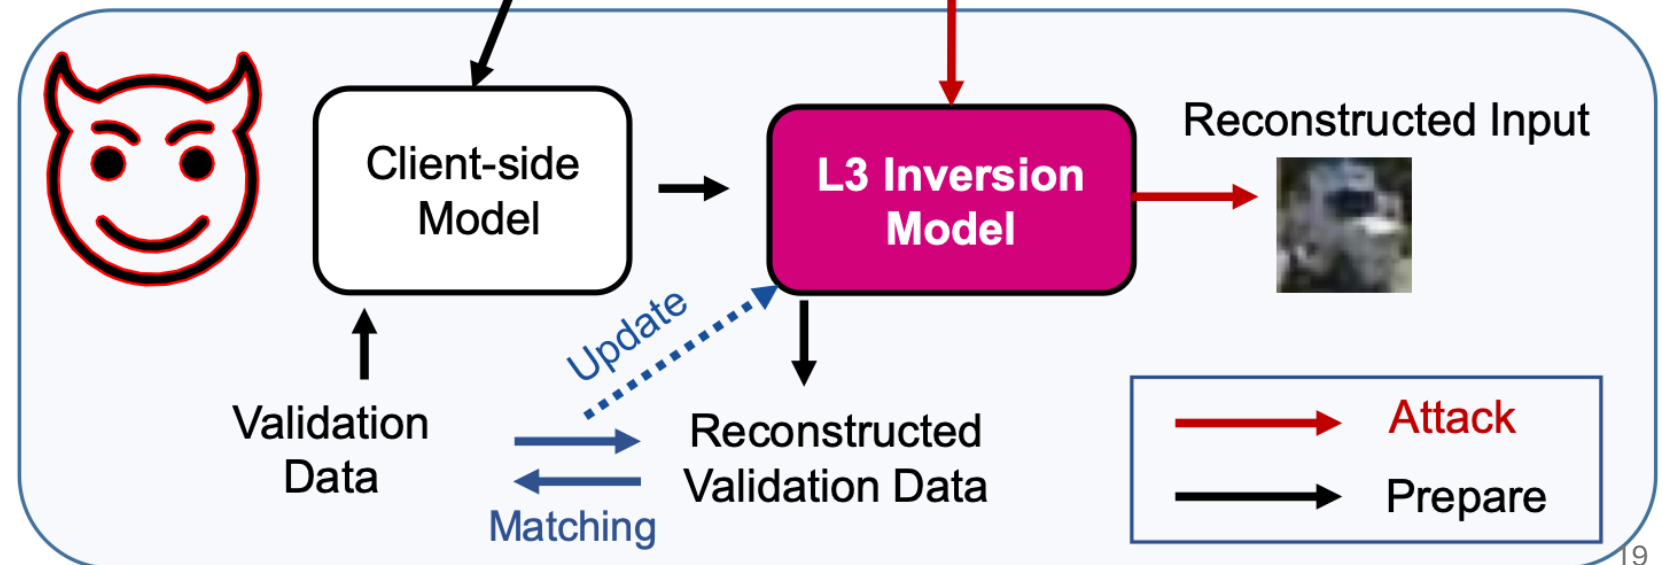 Client-side
Model
L3 Inversion
Model
Reconstructed Input
Update
Validation
Data
Matching
Reconstructed
Validation Data
Attack
Prepare
19